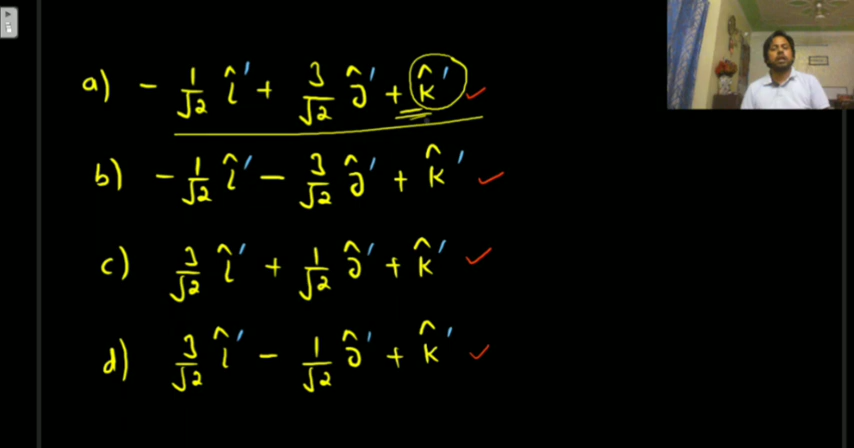 a) - 1/√2 î' + 3/√2 ĵ' + k̂' ✓
b) - 1/√2 î' - 3/√2 ĵ' + k̂' ✓
c) 3/√2 î' + 1/√2 ĵ' + k̂' ✓
d) 3/√2 î' - 1/√2 ĵ' + k̂' ✓